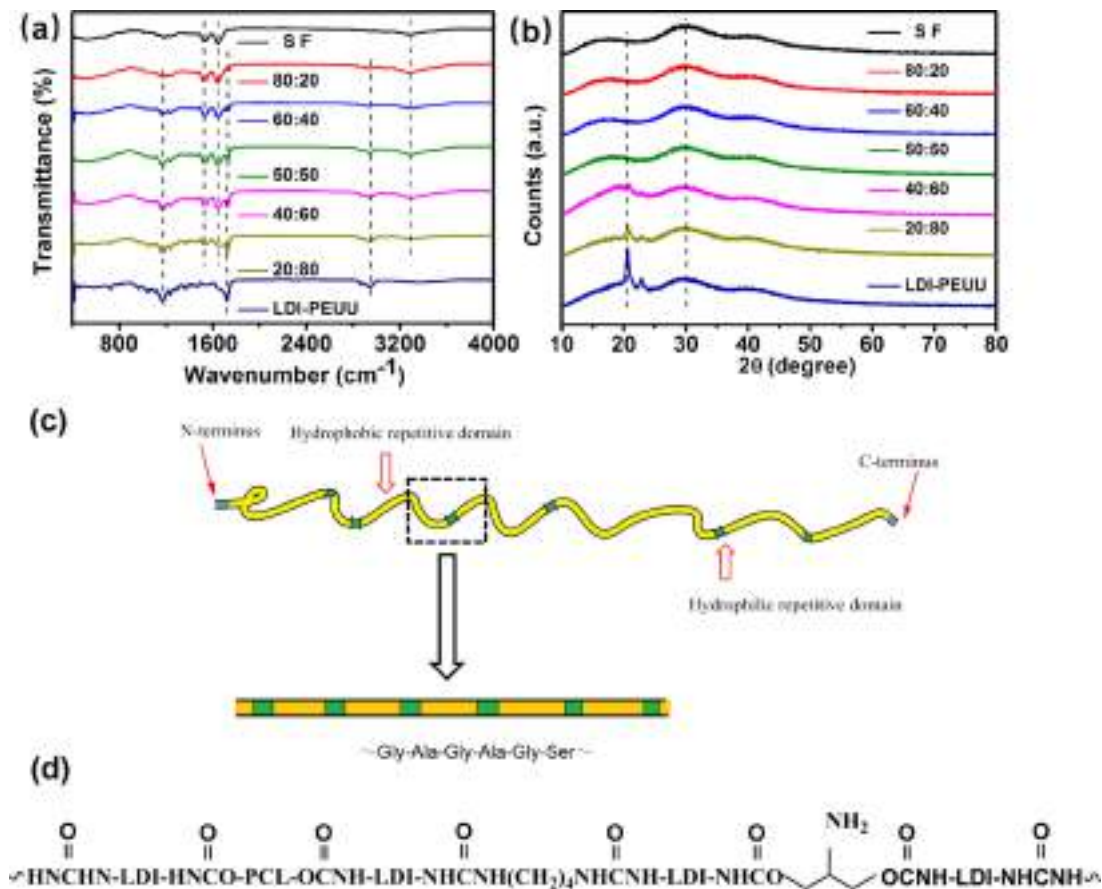 (a)
S F
80:20
60:40
50:50
40:60
20:80
LDI-PEUU
Transmittance (%)
800 1600 2400 3200 4000
Wavenumber (cm-1)
(b)
S F
80:20
60:40
50:50
40:60
20:80
LDI-PEUU
Counts (a.u.)
10 20 30 40 50 60 70 80
2θ (degree)
(c)
N-terminus
Hydrophobic repetitive domain
C-terminus
Hydrophilic repetitive domain
~Gly-Ala-Gly-Ala-Gly-Ser~
(d)
O O O O O O NH2 O O
~HNCHN-LDI-HNCO-PCL-OCNH-LDI-NHCNH(CH2)4NHCNH-LDI-NHCO OCNH-LDI-NHCNH~